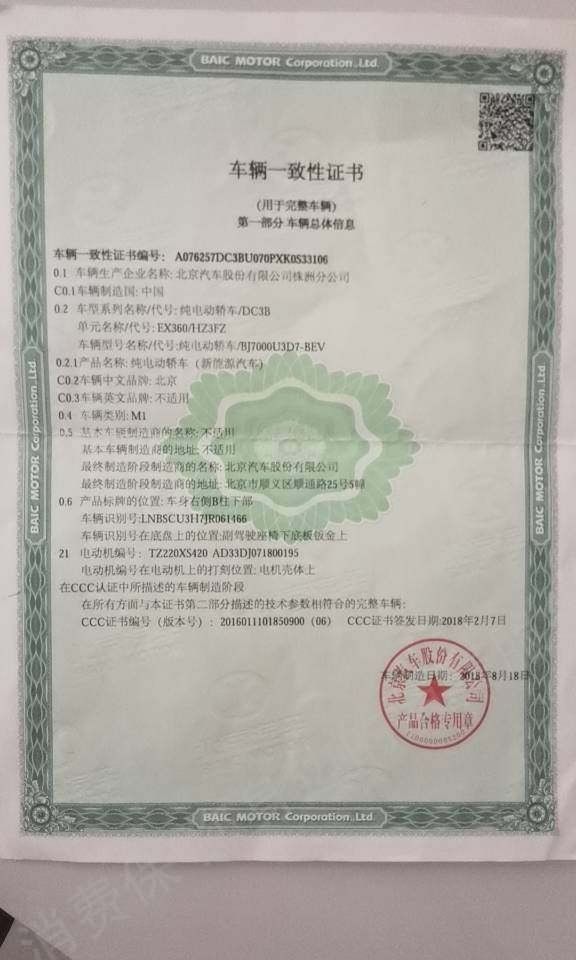 BAIC MOTOR Corporation.,Ltd.
车辆一致性证书
(用于完整车辆)
第一部分 车辆总体信息
车辆一致性证书编号: A076257DC3BU070PXK0S33106
0.1 车辆生产企业名称: 北京汽车股份有限公司株洲分公司
C0.1车辆制造国: 中国
0.2 车型系列名称/代号: 纯电动轿车/DC3B
单元名称/代号: EX360/HZ3FZ
车辆型号名称/代号: 纯电动轿车/BJ7000U3D7-BEV
0.2.1产品名称: 纯电动轿车 (新能源汽车)
C0.2车辆中文品牌: 北京
C0.3车辆英文品牌: 不适用
0.4 车辆类别: M1
0.5 基本车辆制造商的名称: 不适用
基本车辆制造商的地址: 不适用
最终制造阶段制造商的名称: 北京汽车股份有限公司
最终制造阶段制造商的地址: 北京市顺义区顺通路25号5幢
0.6 产品标牌的位置: 车身右侧B柱下部
车辆识别号: LNBSCU3H7JR061466
车辆识别号在底盘上的位置: 副驾驶座椅下底板钣金上
21 电动机编号: TZ220XS420 AD33DJ071800195
电动机编号在电动机上的打刻位置: 电机壳体上
在CCC认证中所描述的车辆制造阶段
在所有方面与本证书第二部分描述的技术参数相符合的完整车辆:
CCC证书编号 (版本号) : 2016011101850900 (06) CCC证书签发日期:2018年2月7日
车辆制造日期: 2018年8月18日
北京汽车股份有限公司
产品合格专用章
BAIC MOTOR Corporation.,Ltd.
BAIC MOTOR Corporation.,Ltd
BAIC MOTOR Corporation.,Ltd.
消费保